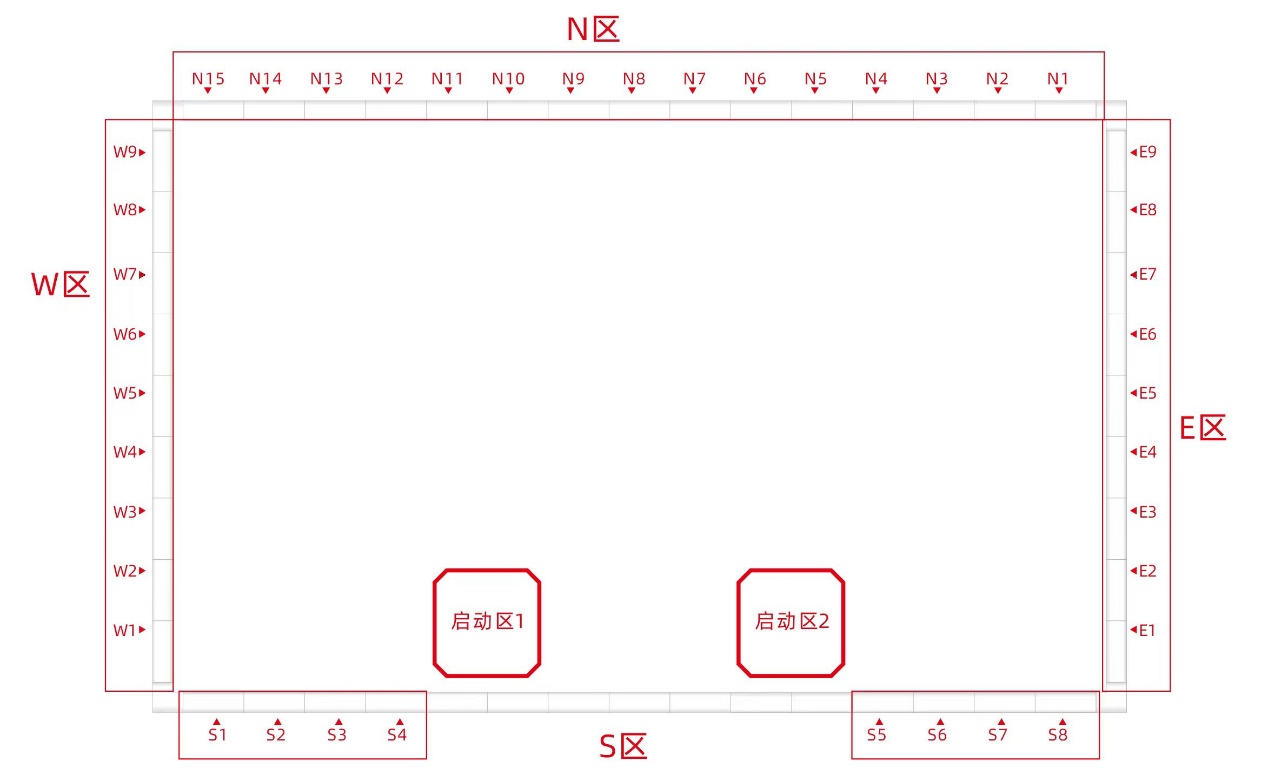 N区
N15 N14 N13 N12 N11 N10 N9 N8 N7 N6 N5 N4 N3 N2 N1
W9 E9
W8 E8
W7 E7
W区
W6 E6
W5 E5
E区
W4 E4
W3 E3
W2 E2
启动区1 启动区2
W1 E1
S1 S2 S3 S4 S5 S6 S7 S8
S区